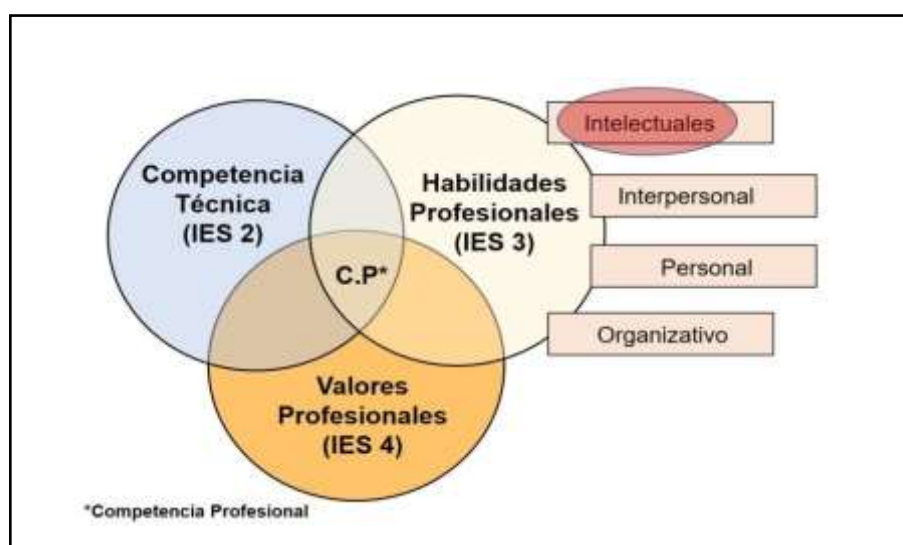 Competencia
Técnica
(IES 2)
Habilidades
Profesionales
(IES 3)
Intelectuales
Interpersonal
Personal
Organizativo
C.P*
Valores
Profesionales
(IES 4)
*Competencia Profesional